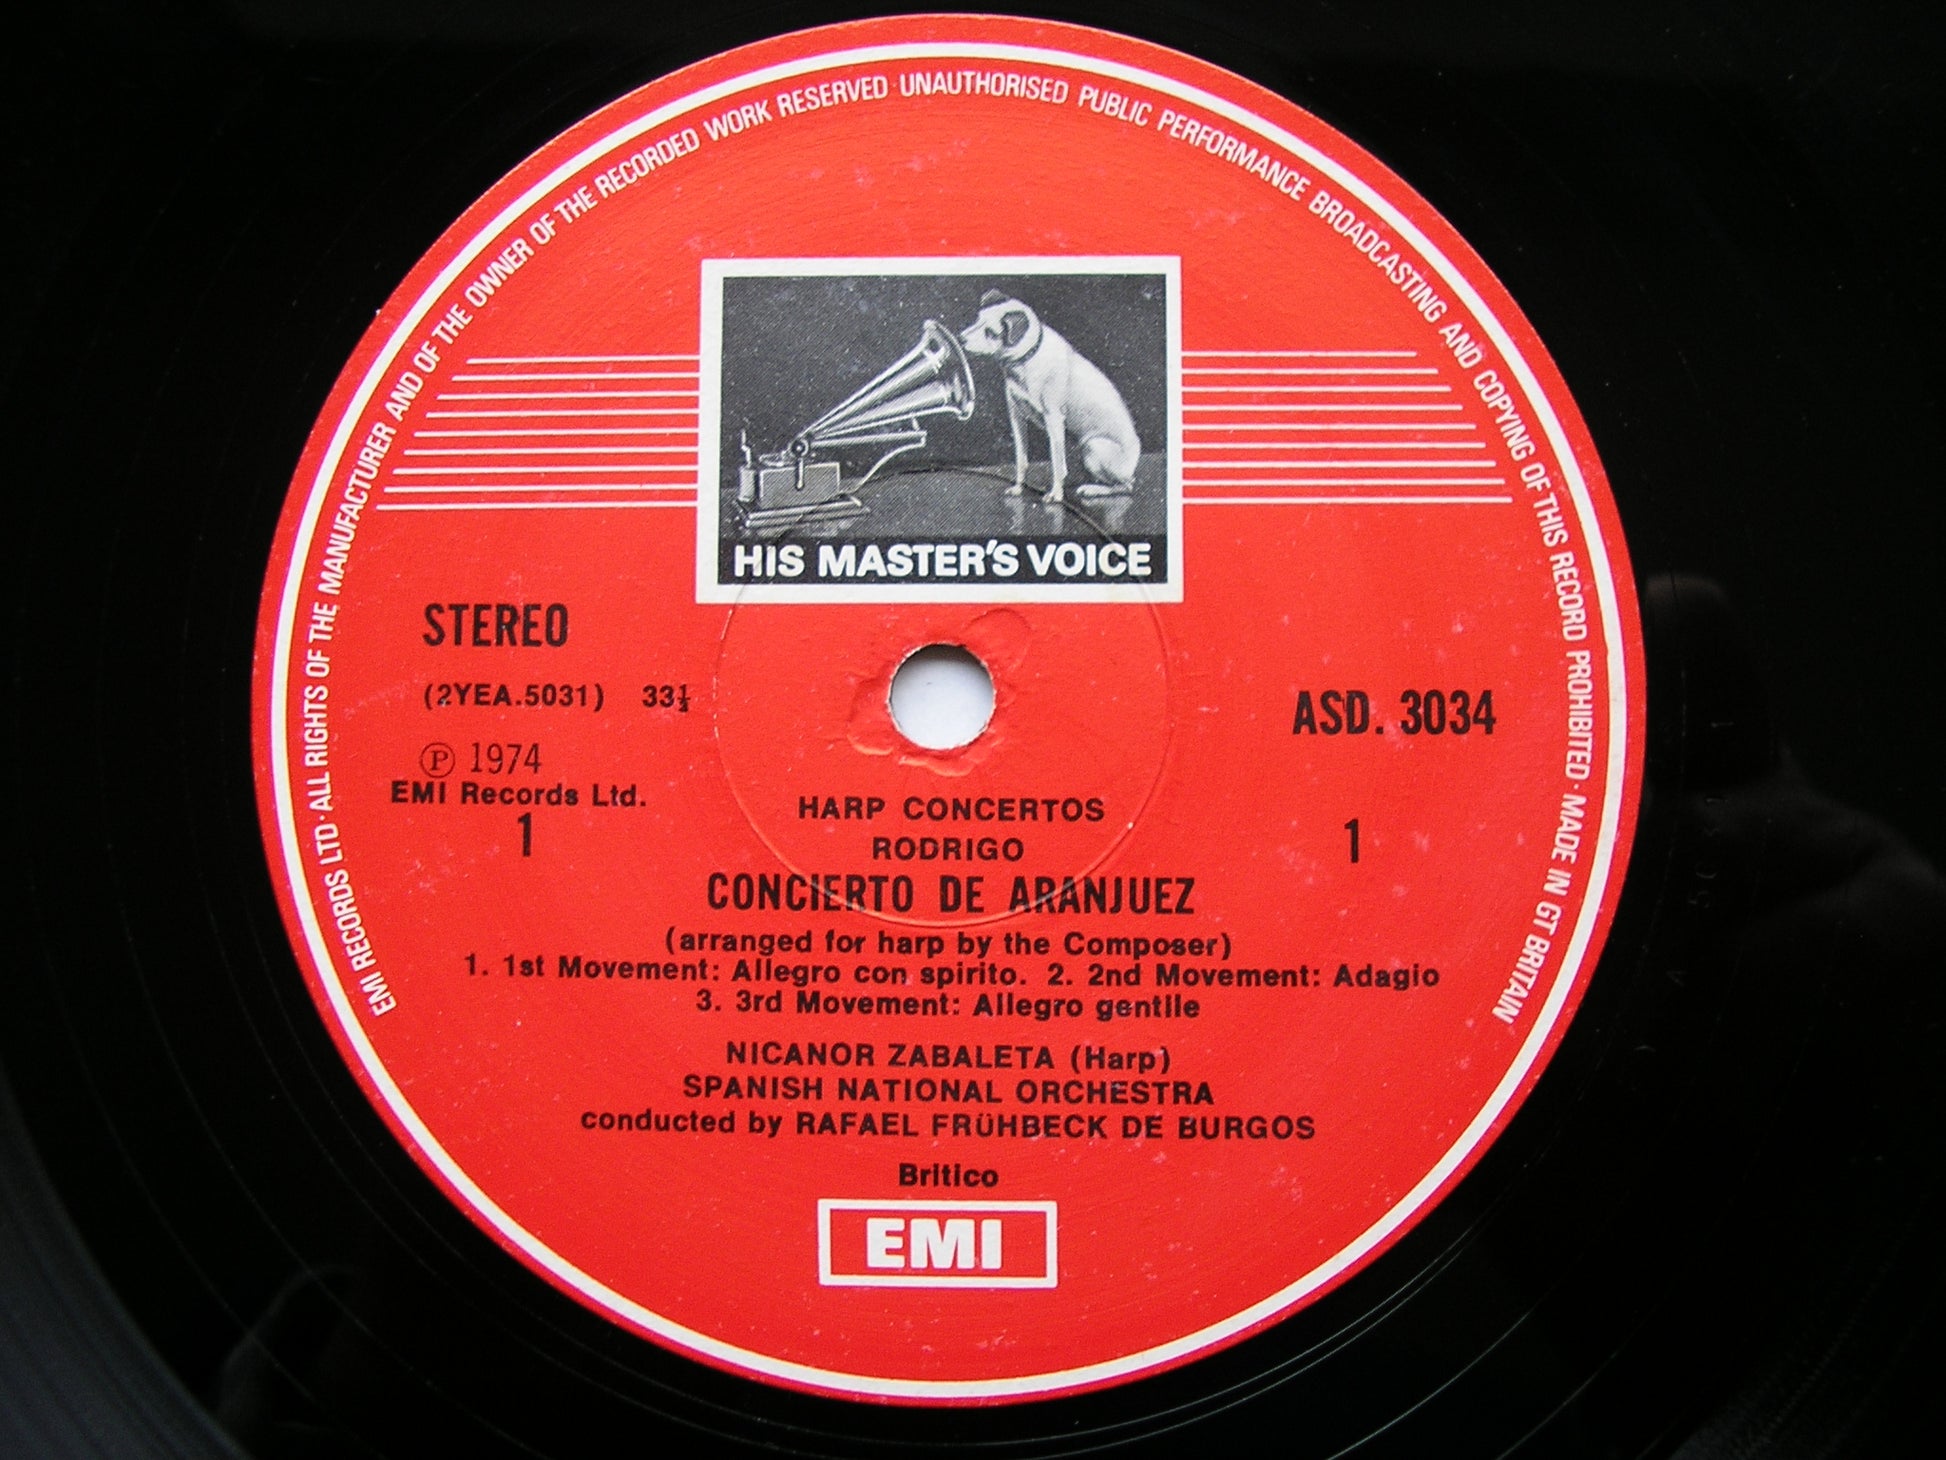 EMI RECORDS LTD · ALL RIGHTS OF THE MANUFACTURER AND OF THE OWNER OF THE RECORDED WORK RESERVED · UNAUTHORISED PUBLIC PERFORMANCE BROADCASTING AND COPYING OF THIS RECORD PROHIBITED · MADE IN GT BRITAIN
HIS MASTER'S VOICE
STEREO
(2YEA.5031) 33⅓
ASD. 3034
Ⓟ 1974
EMI Records Ltd.
1
1
HARP CONCERTOS
RODRIGO
CONCIERTO DE ARANJUEZ
(arranged for harp by the Composer)
1. 1st Movement: Allegro con spirito. 2. 2nd Movement: Adagio
3. 3rd Movement: Allegro gentile
NICANOR ZABALETA (Harp)
SPANISH NATIONAL ORCHESTRA
conducted by RAFAEL FRÜHBECK DE BURGOS
Britico
EMI